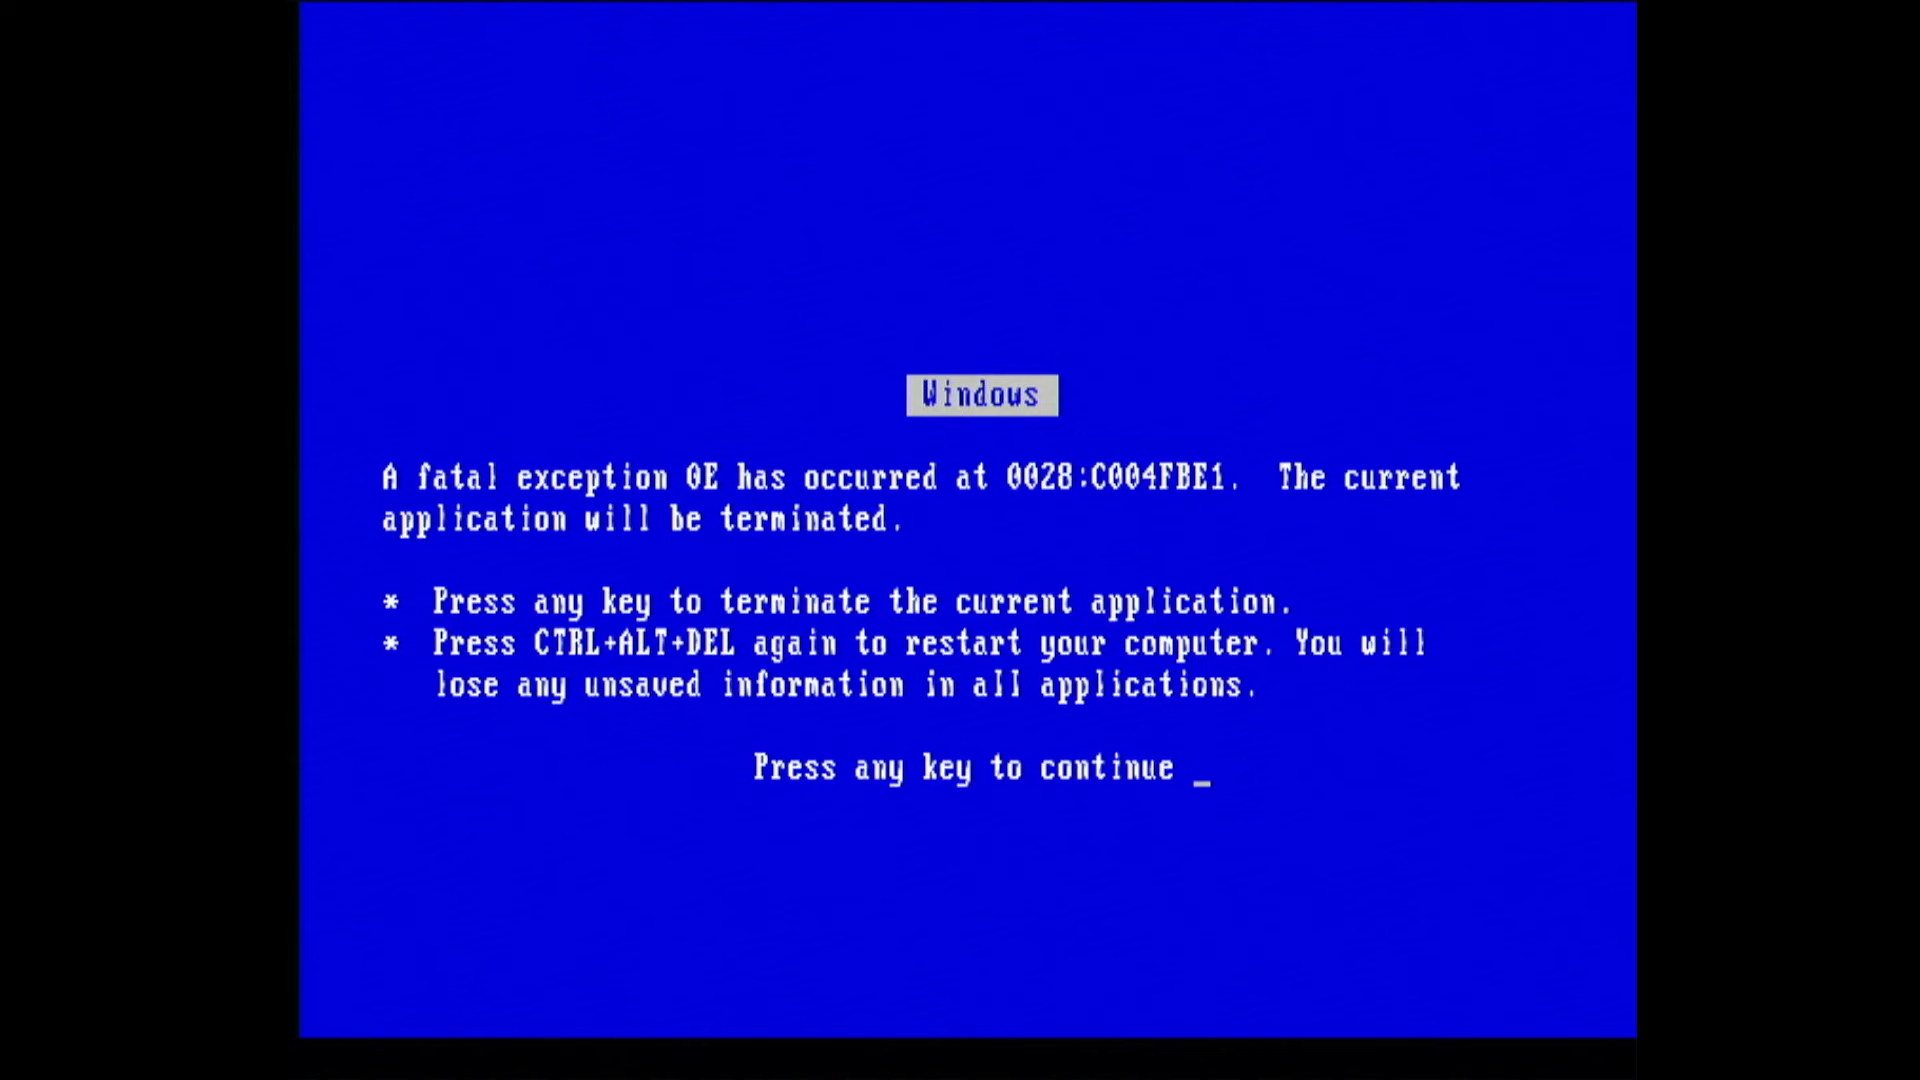 Windows
A fatal exception 0E has occurred at 0028:C004FBE1.  The current
application will be terminated.
*  Press any key to terminate the current application.
*  Press CTRL+ALT+DEL again to restart your computer. You will
lose any unsaved information in all applications.
Press any key to continue _